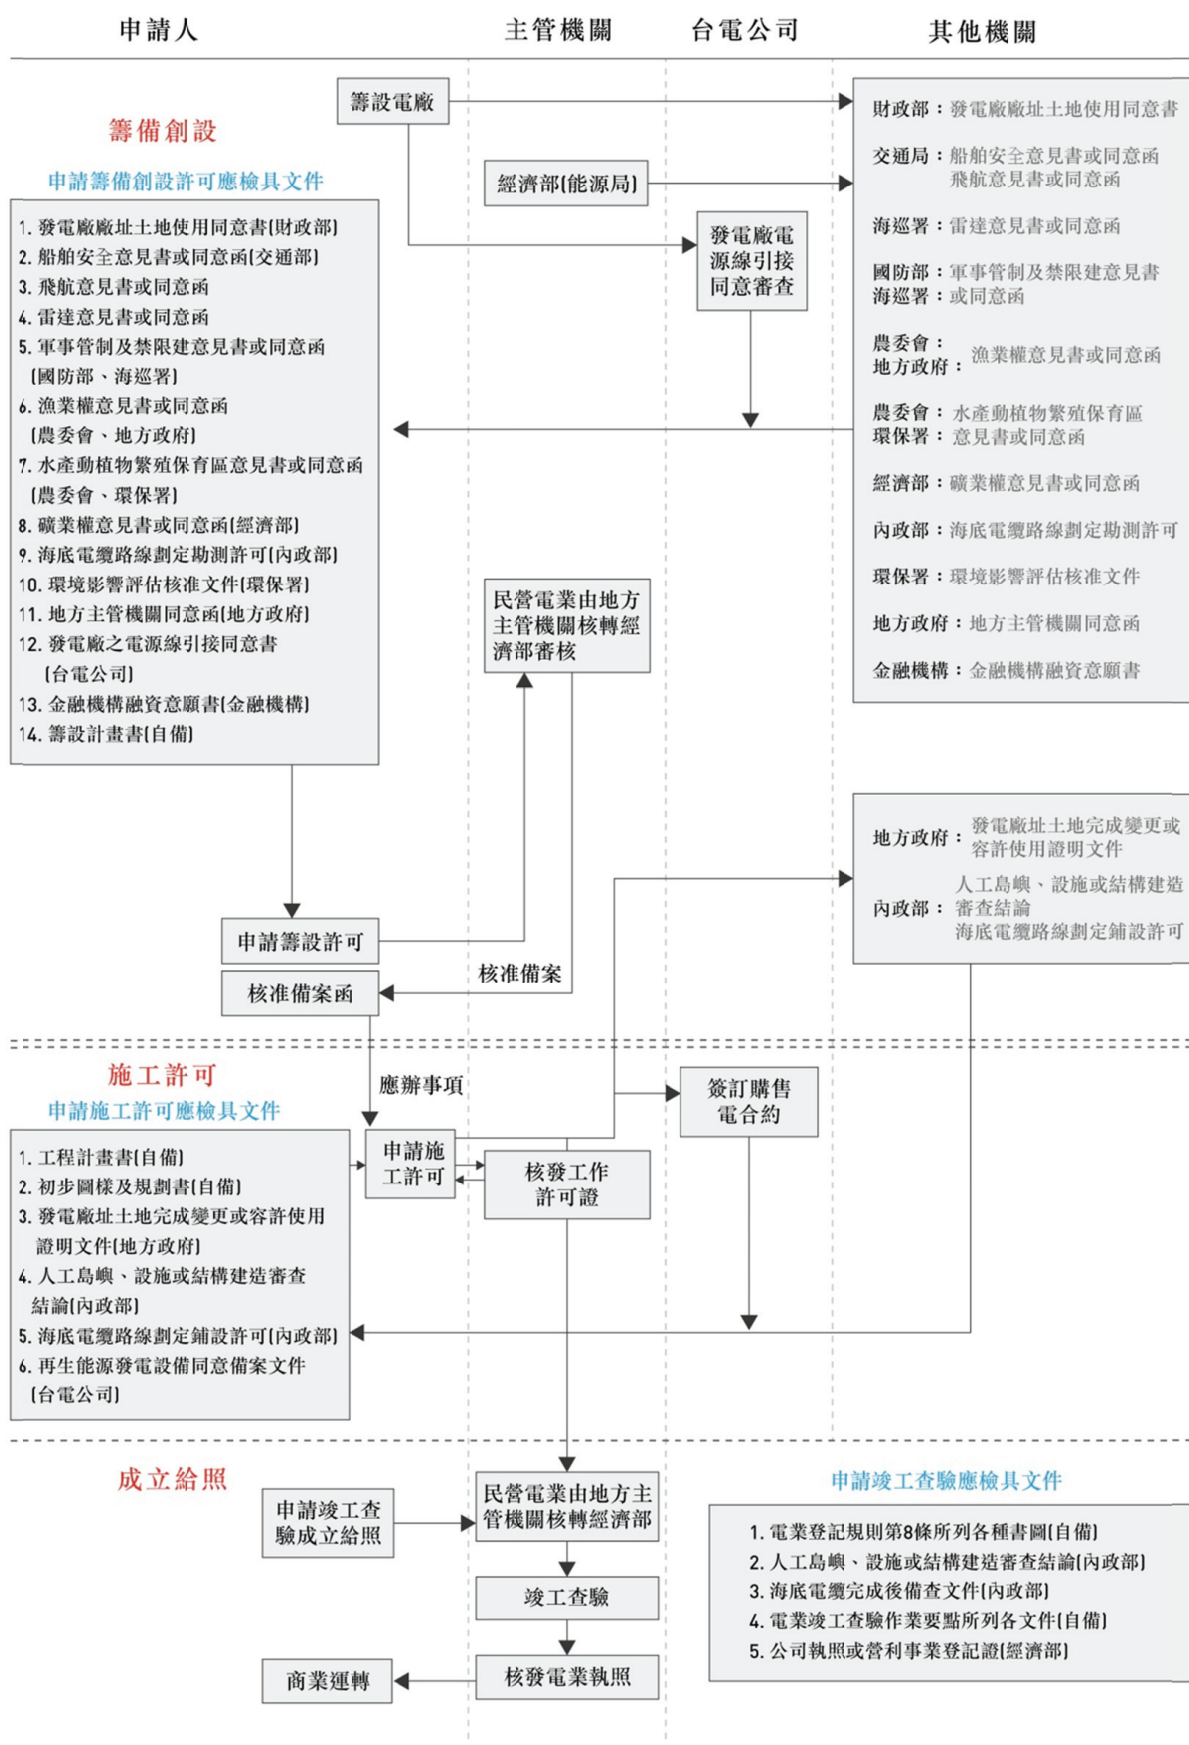 申請人
主管機關
台電公司
其他機關
籌設電廠
籌備創設
申請籌備創設許可應檢具文件
1. 發電廠廠址土地使用同意書(財政部)
2. 船舶安全意見書或同意函(交通部)
3. 飛航意見書或同意函
4. 雷達意見書或同意函
5. 軍事管制及禁限建意見書或同意函
(國防部、海巡署)
6. 漁業權意見書或同意函
(農委會、地方政府)
7. 水產動植物繁殖保育區意見書或同意函
(農委會、環保署)
8. 礦業權意見書或同意函(經濟部)
9. 海底電纜路線劃定勘測許可(內政部)
10. 環境影響評估核准文件(環保署)
11. 地方主管機關同意函(地方政府)
12. 發電廠之電源線引接同意書
(台電公司)
13. 金融機構融資意願書(金融機構)
14. 籌設計畫書(自備)
經濟部(能源局)
發電廠電
源線引接
同意審查
財政部：發電廠廠址土地使用同意書
交通局：船舶安全意見書或同意函
飛航意見書或同意函
海巡署：雷達意見書或同意函
國防部：軍事管制及禁限建意見書
海巡署：或同意函
農委會：
地方政府：漁業權意見書或同意函
農委會：水產動植物繁殖保育區
環保署：意見書或同意函
經濟部：礦業權意見書或同意函
內政部：海底電纜路線劃定勘測許可
環保署：環境影響評估核准文件
地方政府：地方主管機關同意函
金融機構：金融機構融資意願書
民營電業由地方
主管機關核轉經
濟部審核
地方政府：發電廠址土地完成變更或
容許使用證明文件
內政部：人工島嶼、設施或結構建造
審查結論
海底電纜路線劃定鋪設許可
申請籌設許可
核准備案
核准備案函
施工許可
應辦事項
申請施工許可應檢具文件
1. 工程計畫書(自備)
2. 初步圖樣及規劃書(自備)
3. 發電廠址土地完成變更或容許使用
證明文件(地方政府)
4. 人工島嶼、設施或結構建造審查
結論(內政部)
5. 海底電纜路線劃定鋪設許可(內政部)
6. 再生能源發電設備同意備案文件
(台電公司)
申請施
工許可
核發工作
許可證
簽訂購售
電合約
成立給照
申請竣工查
驗成立給照
民營電業由地方主
管機關核轉經濟部
竣工查驗
核發電業執照
商業運轉
申請竣工查驗應檢具文件
1. 電業登記規則第8條所列各種書圖(自備)
2. 人工島嶼、設施或結構建造審查結論(內政部)
3. 海底電纜完成後備查文件(內政部)
4. 電業竣工查驗作業要點所列各文件(自備)
5. 公司執照或營利事業登記證(經濟部)